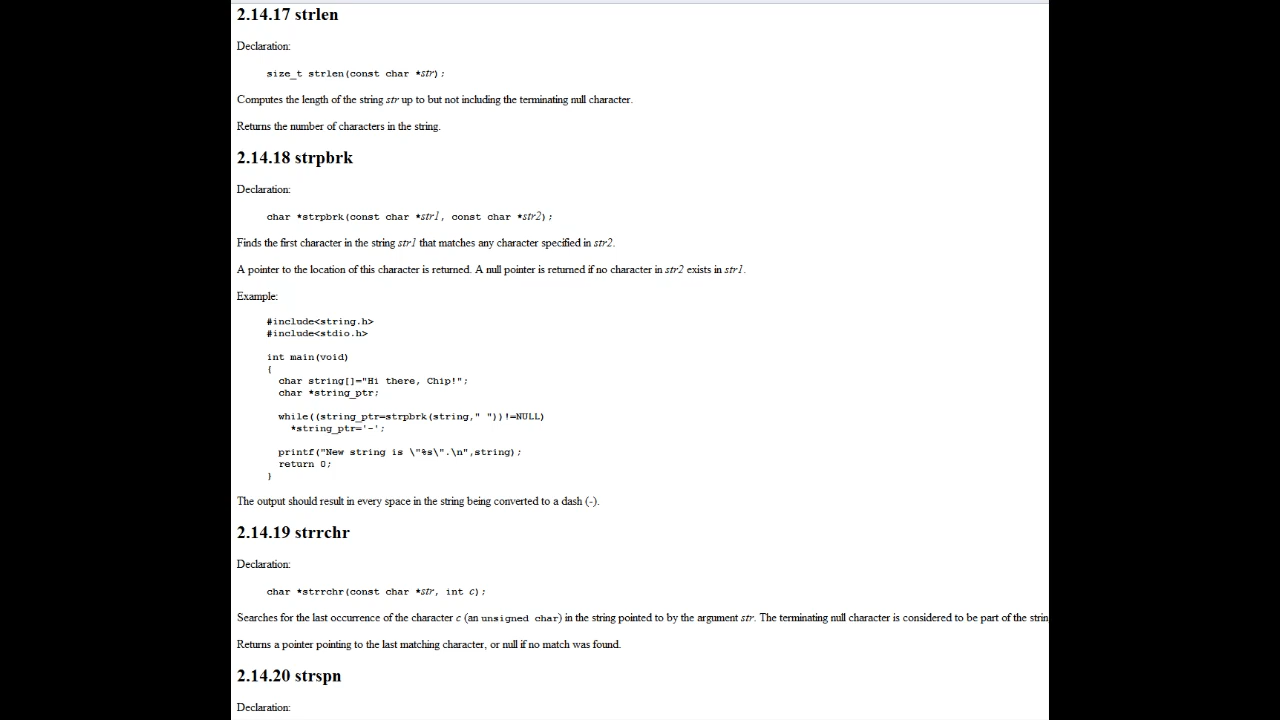 2.14.17 strlen
Declaration:
size_t strlen(const char *str);
Computes the length of the string str up to but not including the terminating null character.
Returns the number of characters in the string.
2.14.18 strpbrk
Declaration:
char *strpbrk(const char *str1, const char *str2);
Finds the first character in the string str1 that matches any character specified in str2.
A pointer to the location of this character is returned. A null pointer is returned if no character in str2 exists in str1.
Example:
#include<string.h>
#include<stdio.h>
int main(void)
{
char string[]="Hi there, Chip!";
char *string_ptr;
while((string_ptr=strpbrk(string," "))!=NULL)
*string_ptr='-';
printf("New string is \"%s\".\n",string);
return 0;
}
The output should result in every space in the string being converted to a dash (-).
2.14.19 strrchr
Declaration:
char *strrchr(const char *str, int c);
Searches for the last occurrence of the character c (an unsigned char) in the string pointed to by the argument str. The terminating null character is considered to be part of the strin
Returns a pointer pointing to the last matching character, or null if no match was found.
2.14.20 strspn
Declaration: